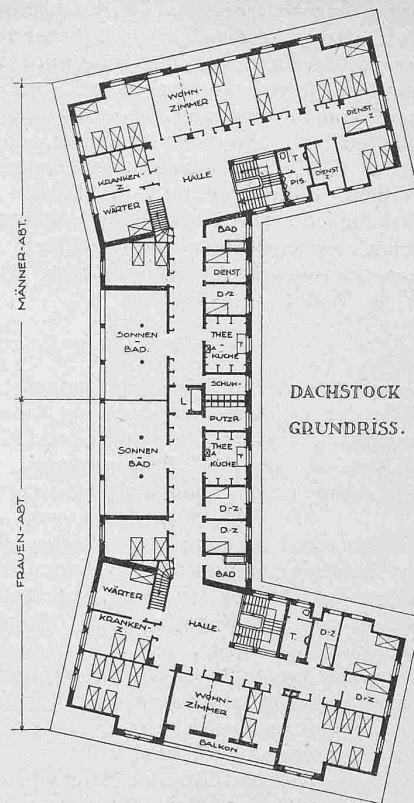 WOHN-
ZIMMER
DIENST
Z.
KRANKEN-
Z.
HALLE
T.
DIENST
Z.
PIS.
WÄRTER
BAD
DIENST
D.-Z.
MÄNNER-ABT.
SONNEN
BAD.
THEE
KÜCHE
A
T
SCHUH-
L
PUTZR.
DACHSTOCK
GRUNDRISS.
SONNEN
BAD
THEE
KÜCHE
A
T
D-Z
D.-Z
BAD
FRAUEN-ABT
WÄRTER
KRANKEN-
Z.
HALLE.
T.
D-Z
D-Z
WOHN-
ZIMMER
BALKON